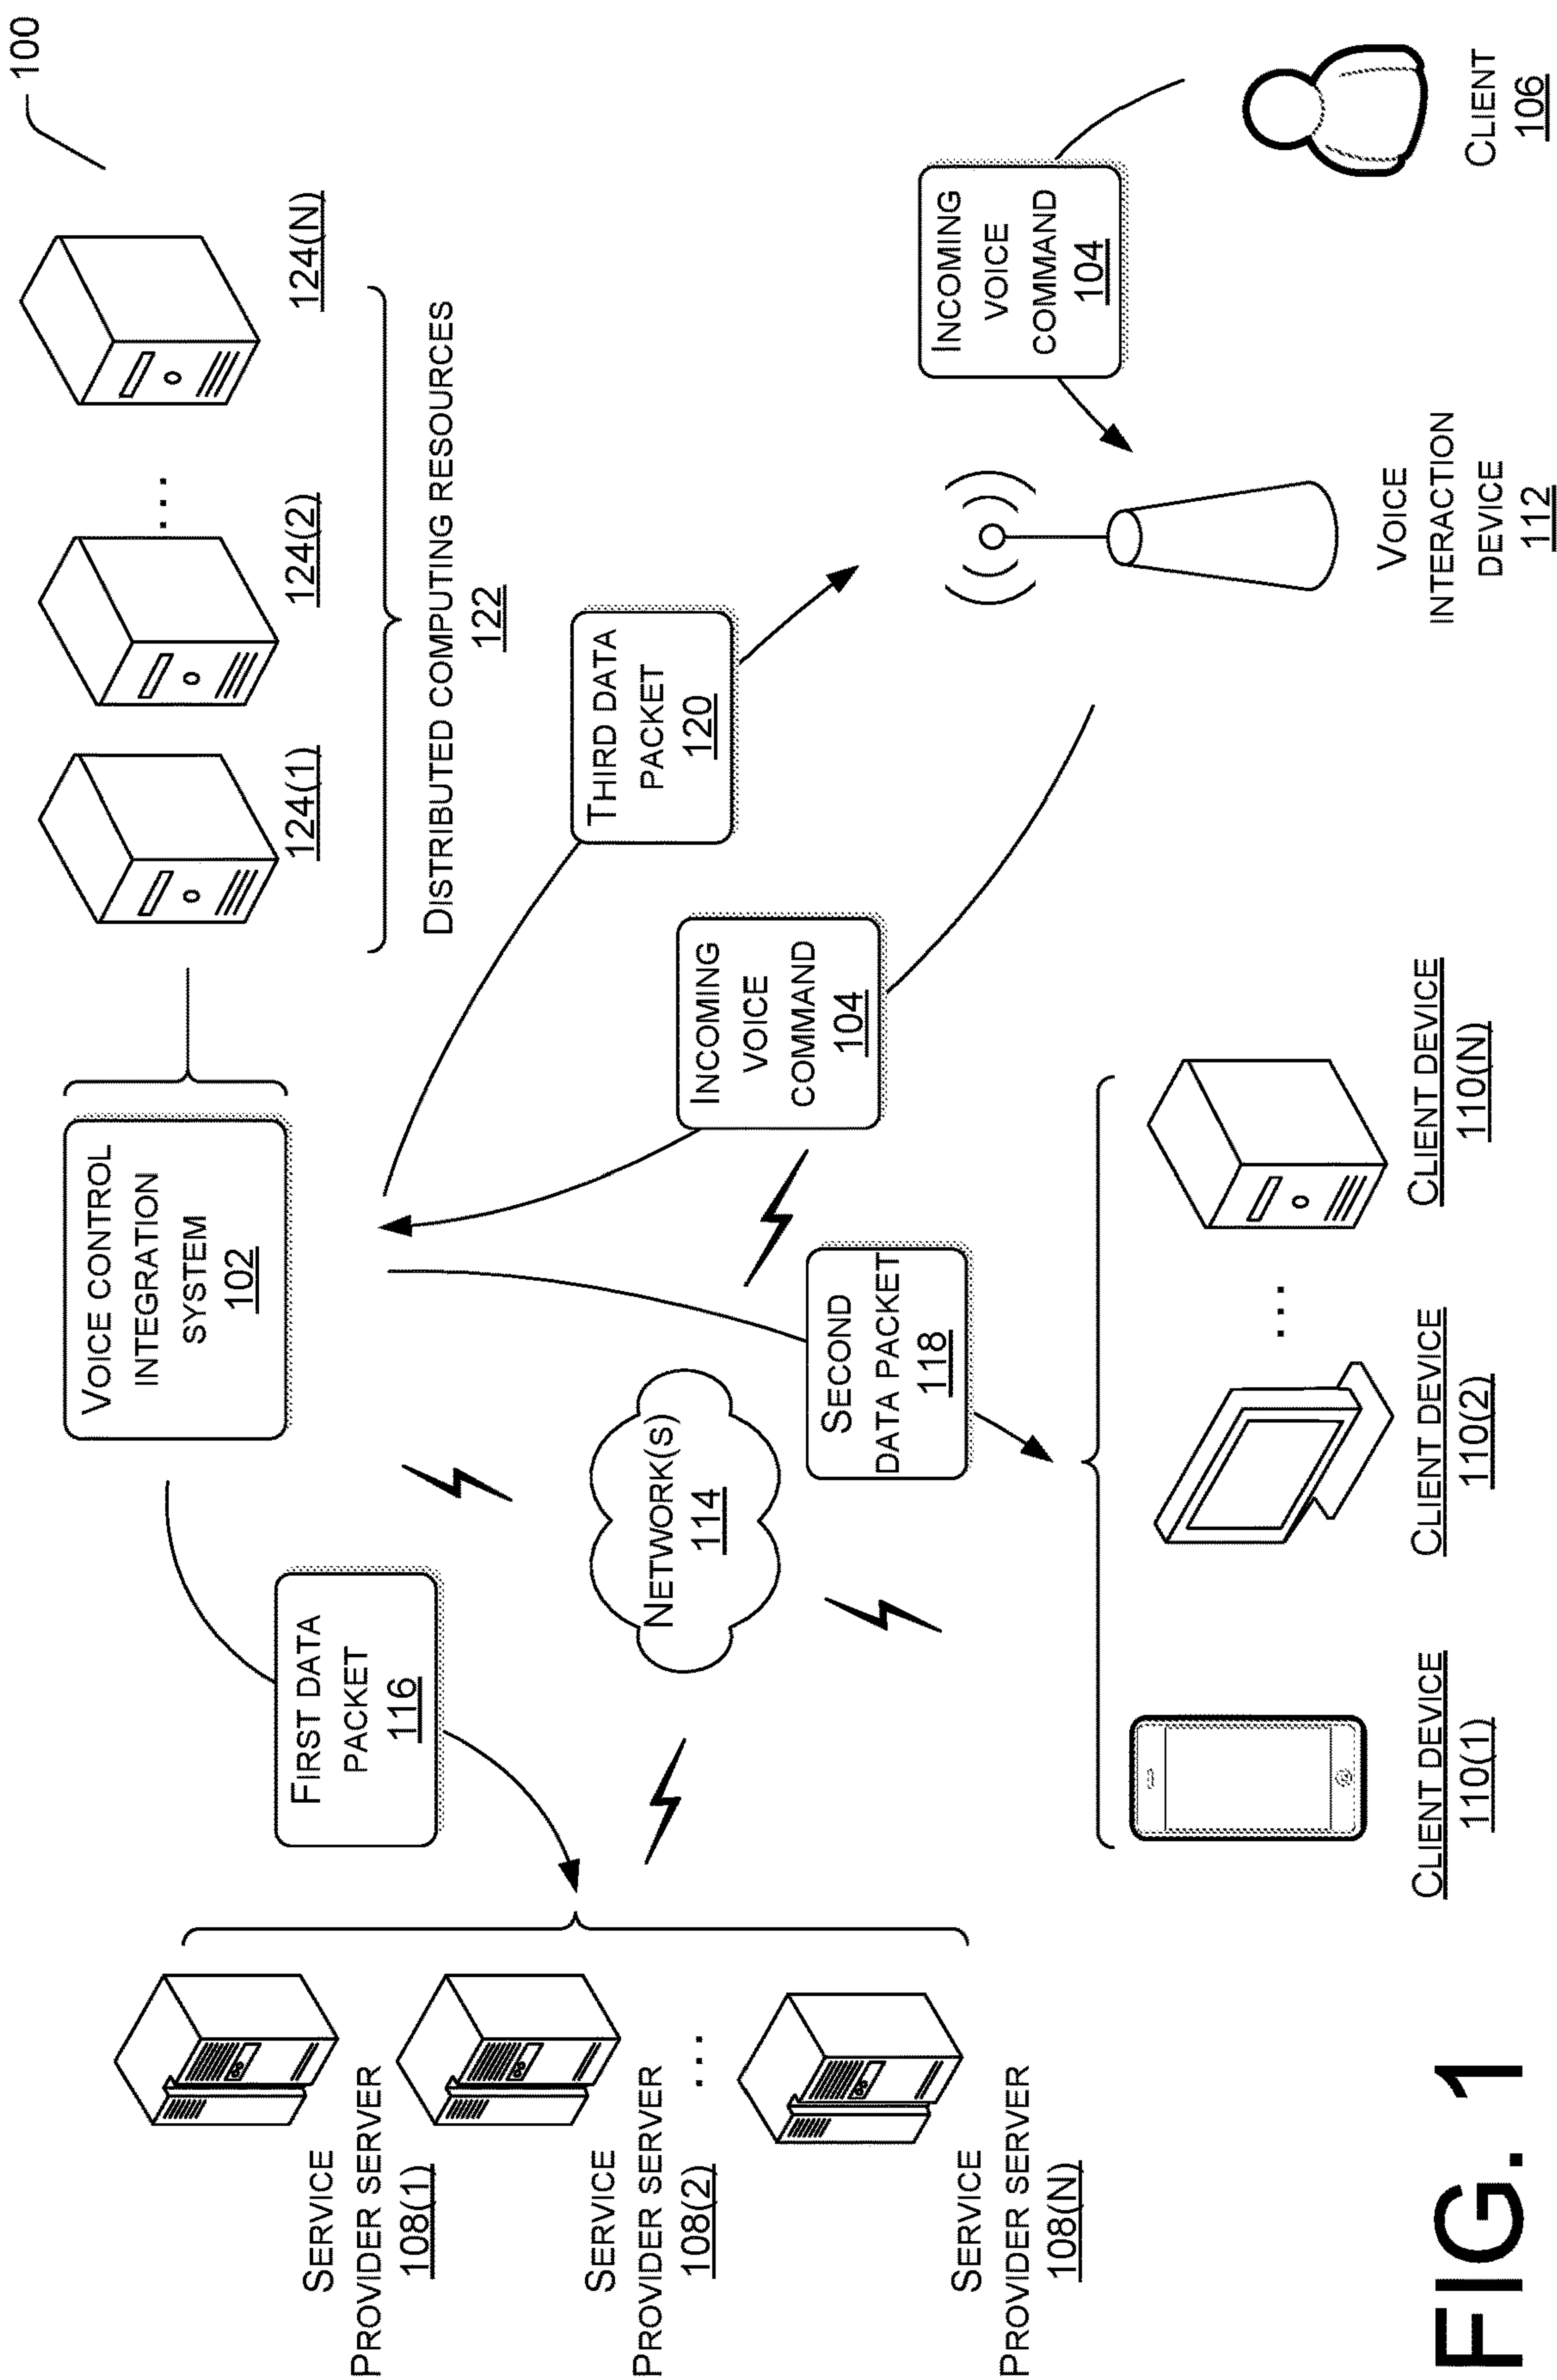 100
VOICE CONTROL
INTEGRATION
SYSTEM
102
124(1)
124(2)
...
124(N)
DISTRIBUTED COMPUTING RESOURCES
122
FIRST DATA
PACKET
116
THIRD DATA
PACKET
120
SERVICE
PROVIDER SERVER
108(1)
SERVICE
PROVIDER SERVER
108(2)
...
SERVICE
PROVIDER SERVER
108(N)
NETWORK(S)
114
INCOMING
VOICE
COMMAND
104
SECOND
DATA PACKET
118
INCOMING
VOICE
COMMAND
104
CLIENT DEVICE
110(1)
CLIENT DEVICE
110(2)
...
CLIENT DEVICE
110(N)
VOICE
INTERACTION
DEVICE
112
CLIENT
106
FIG. 1